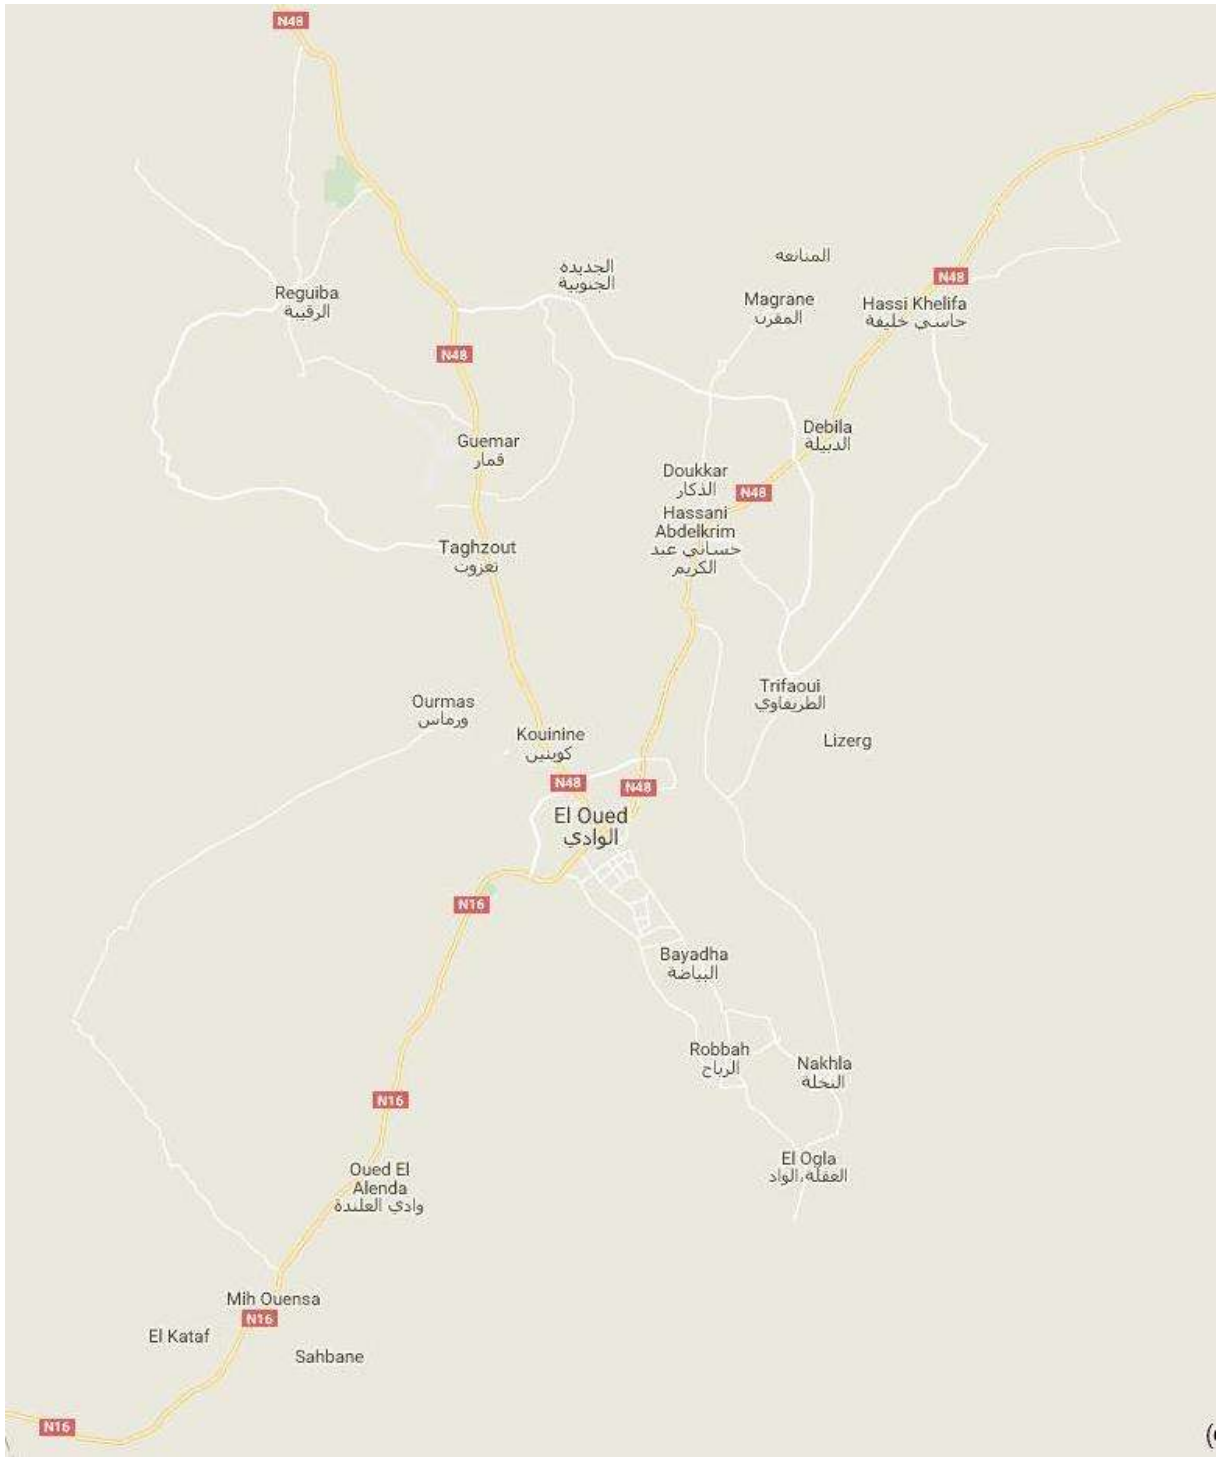 N48
المنانعه
الجديدة
الجنوبية
N48
Reguiba
الرقيبة
Magrane
المقرن
Hassi Khelifa
حاسي خليفة
N48
Debila
الدبيلة
Guemar
قمار
Doukkar
الذكار
N48
Hassani
Abdelkrim
حساني عبد
الكريم
Taghzout
تغزوت
Trifaoui
الطريفاوي
Ourmas
ورماس
Kouinine
كوينين
Lizerg
N48
N48
El Oued
الوادي
N16
Bayadha
البياضة
Robbah
الرباح
Nakhla
النخلة
N16
El Ogla
العقلة،الواد
Oued El
Alenda
وادي العلندة
Mih Ouensa
N16
El Kataf
Sahbane
N16